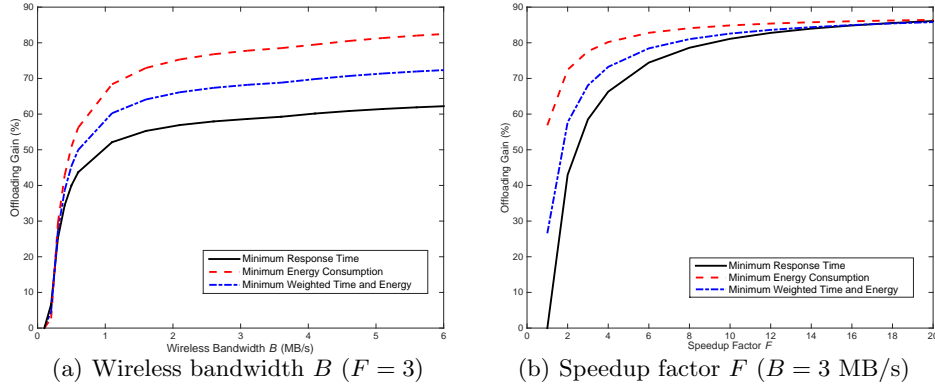 90
80
70
60
50
40
30
20
10
0
Offloading Gain (%)
Minimum Response Time
Minimum Energy Consumption
Minimum Weighted Time and Energy
0 1 2 3 4 5 6
Wireless Bandwidth B (MB/s)
(a) Wireless bandwidth B (F = 3)
90
80
70
60
50
40
30
20
10
0
Offloading Gain (%)
Minimum Response Time
Minimum Energy Consumption
Minimum Weighted Time and Energy
0 2 4 6 8 10 12 14 16 18 20
Speedup Factor F
(b) Speedup factor F (B = 3 MB/s)